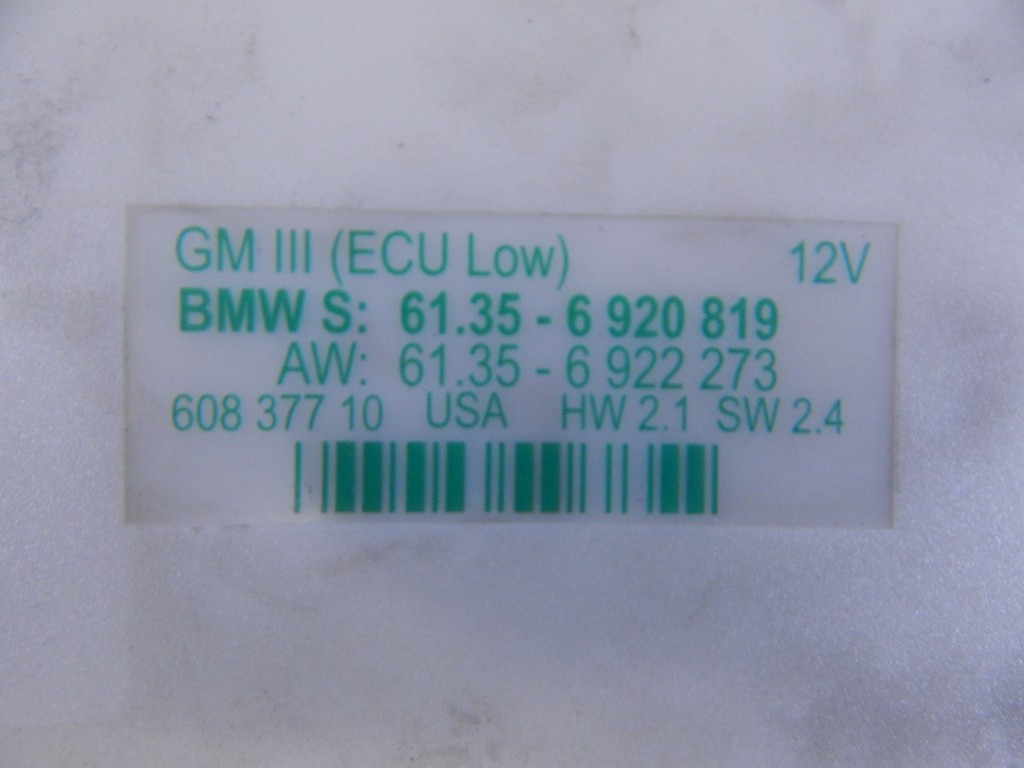 GM III (ECU Low) 12V
BMW S: 61.35 - 6 920 819
AW: 61.35 - 6 922 273
608 377 10 USA HW 2.1 SW 2.4